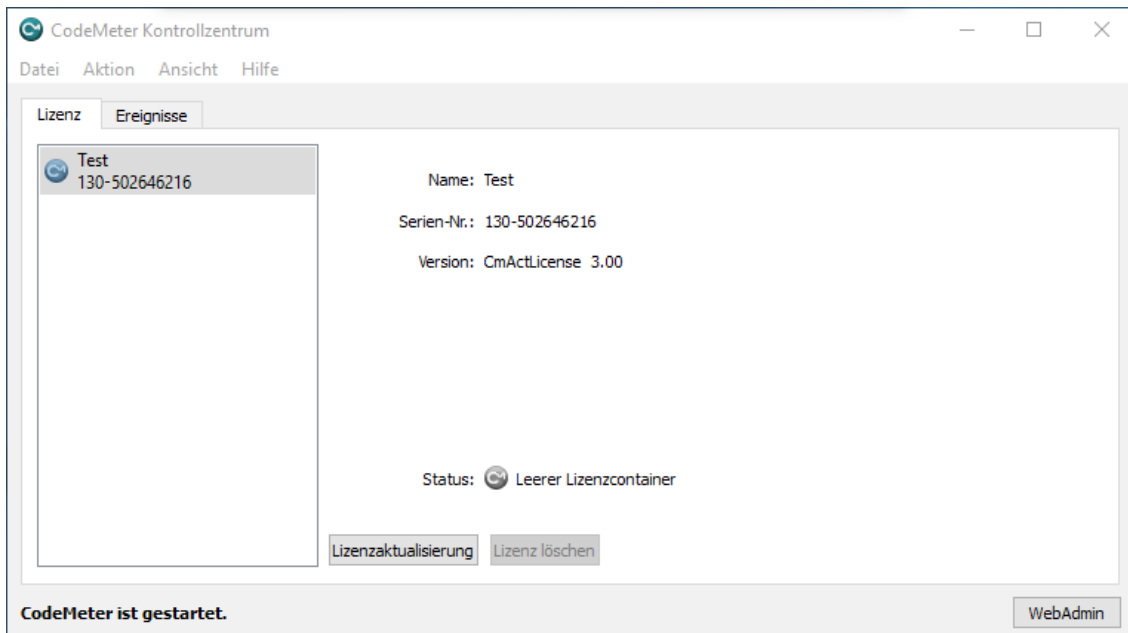 CodeMeter Kontrollzentrum
Datei Aktion Ansicht Hilfe
Lizenz Ereignisse
Test
130-502646216
Name: Test
Serien-Nr.: 130-502646216
Version: CmActLicense 3.00
Status: Leerer Lizenzcontainer
Lizenzaktualisierung Lizenz löschen
CodeMeter ist gestartet. WebAdmin